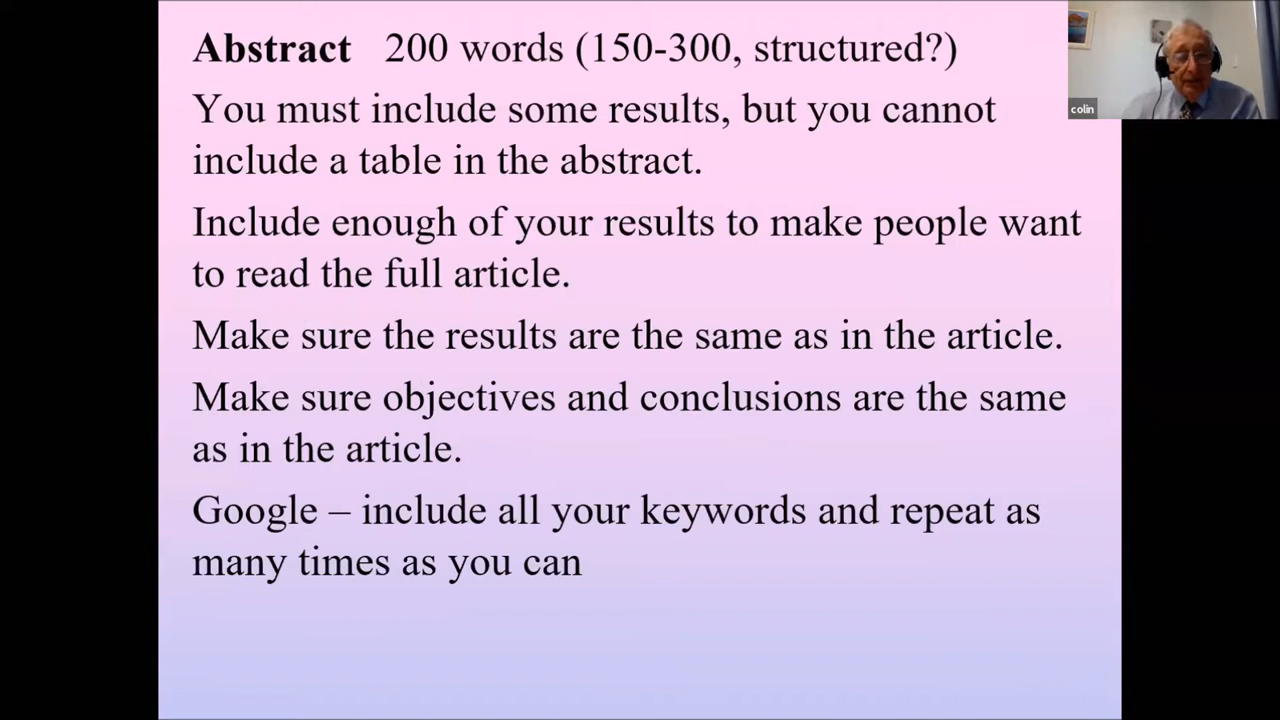 Abstract 200 words (150-300, structured?)
You must include some results, but you cannot
include a table in the abstract.
Include enough of your results to make people want
to read the full article.
Make sure the results are the same as in the article.
Make sure objectives and conclusions are the same
as in the article.
Google – include all your keywords and repeat as
many times as you can
colin